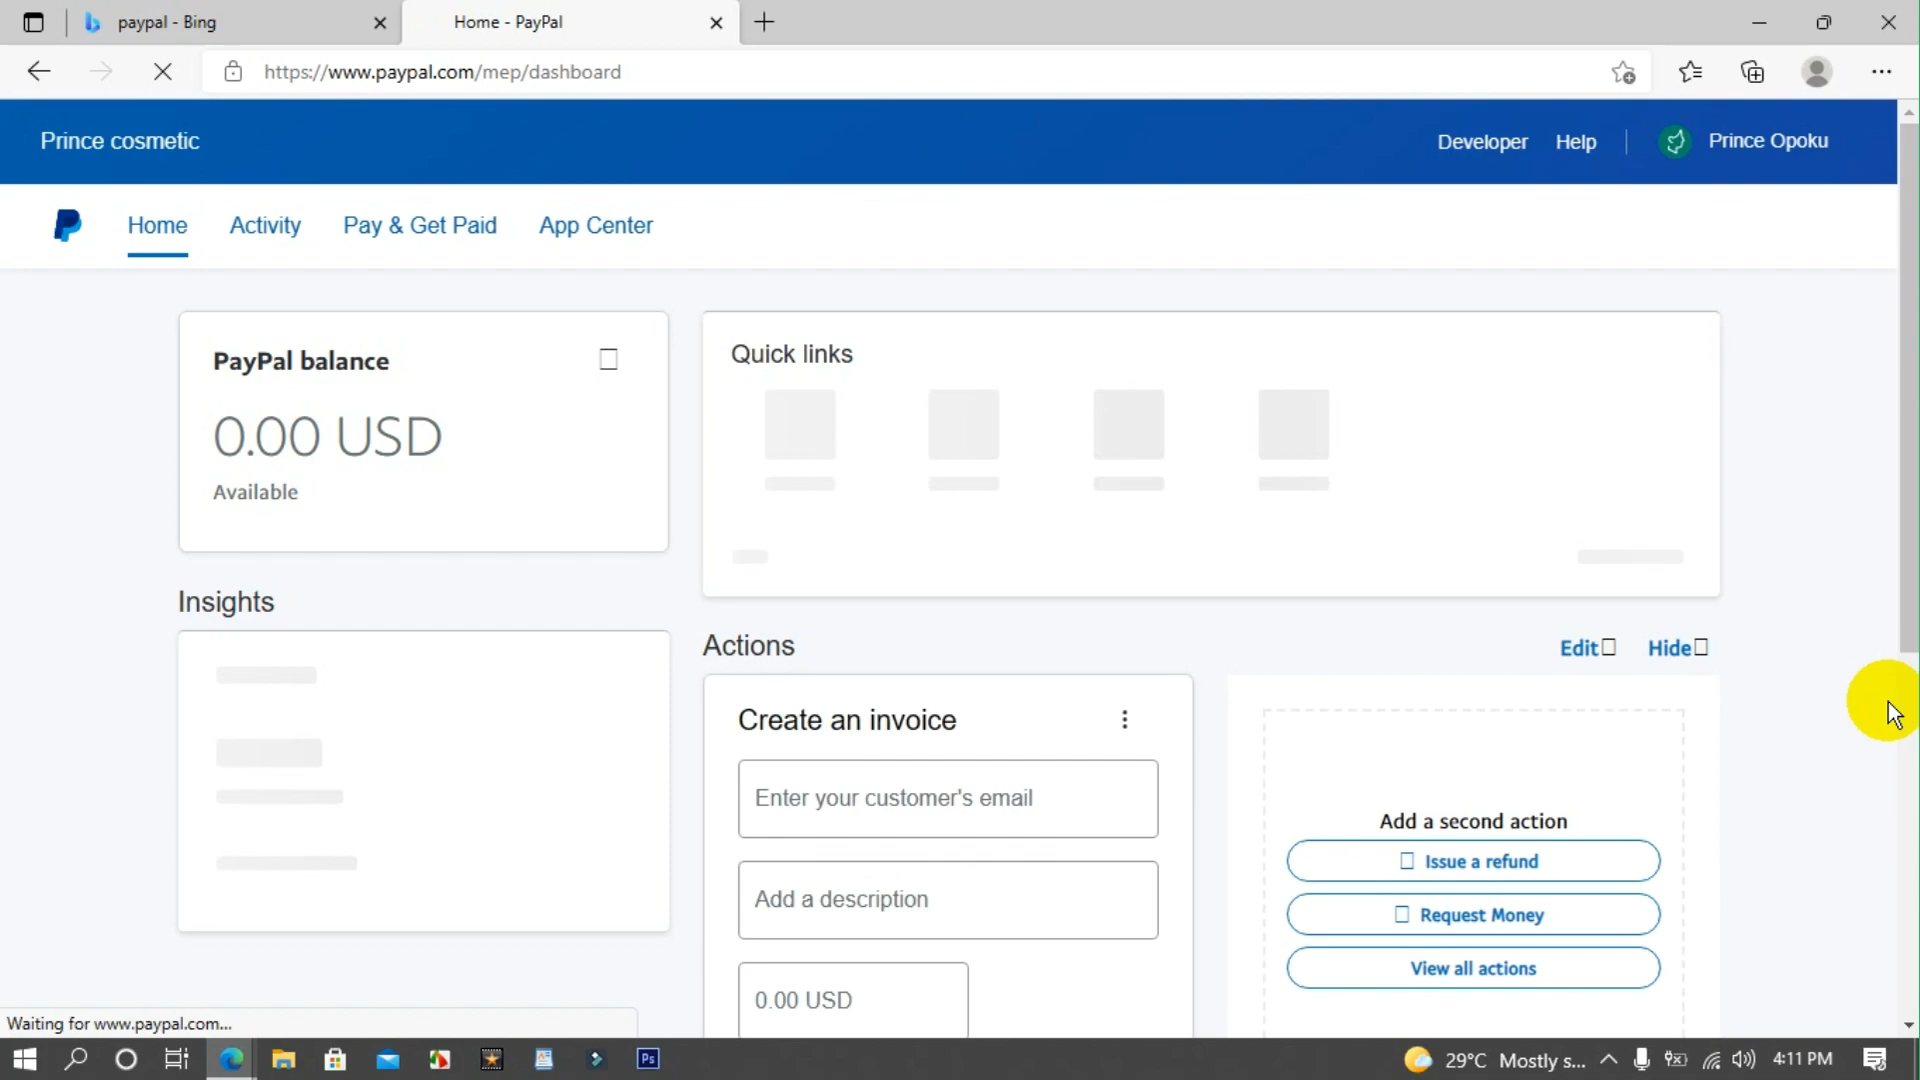 paypal - Bing
Home - PayPal
https://www.paypal.com/mep/dashboard
Prince cosmetic
Developer
Help
Prince Opoku
Home
Activity
Pay & Get Paid
App Center
PayPal balance
0.00 USD
Available
Quick links
Insights
Actions
Edit
Hide
Create an invoice
Enter your customer's email
Add a description
0.00 USD
Add a second action
Issue a refund
Request Money
View all actions
Waiting for www.paypal.com...
Ps
29°C Mostly s...
4:11 PM